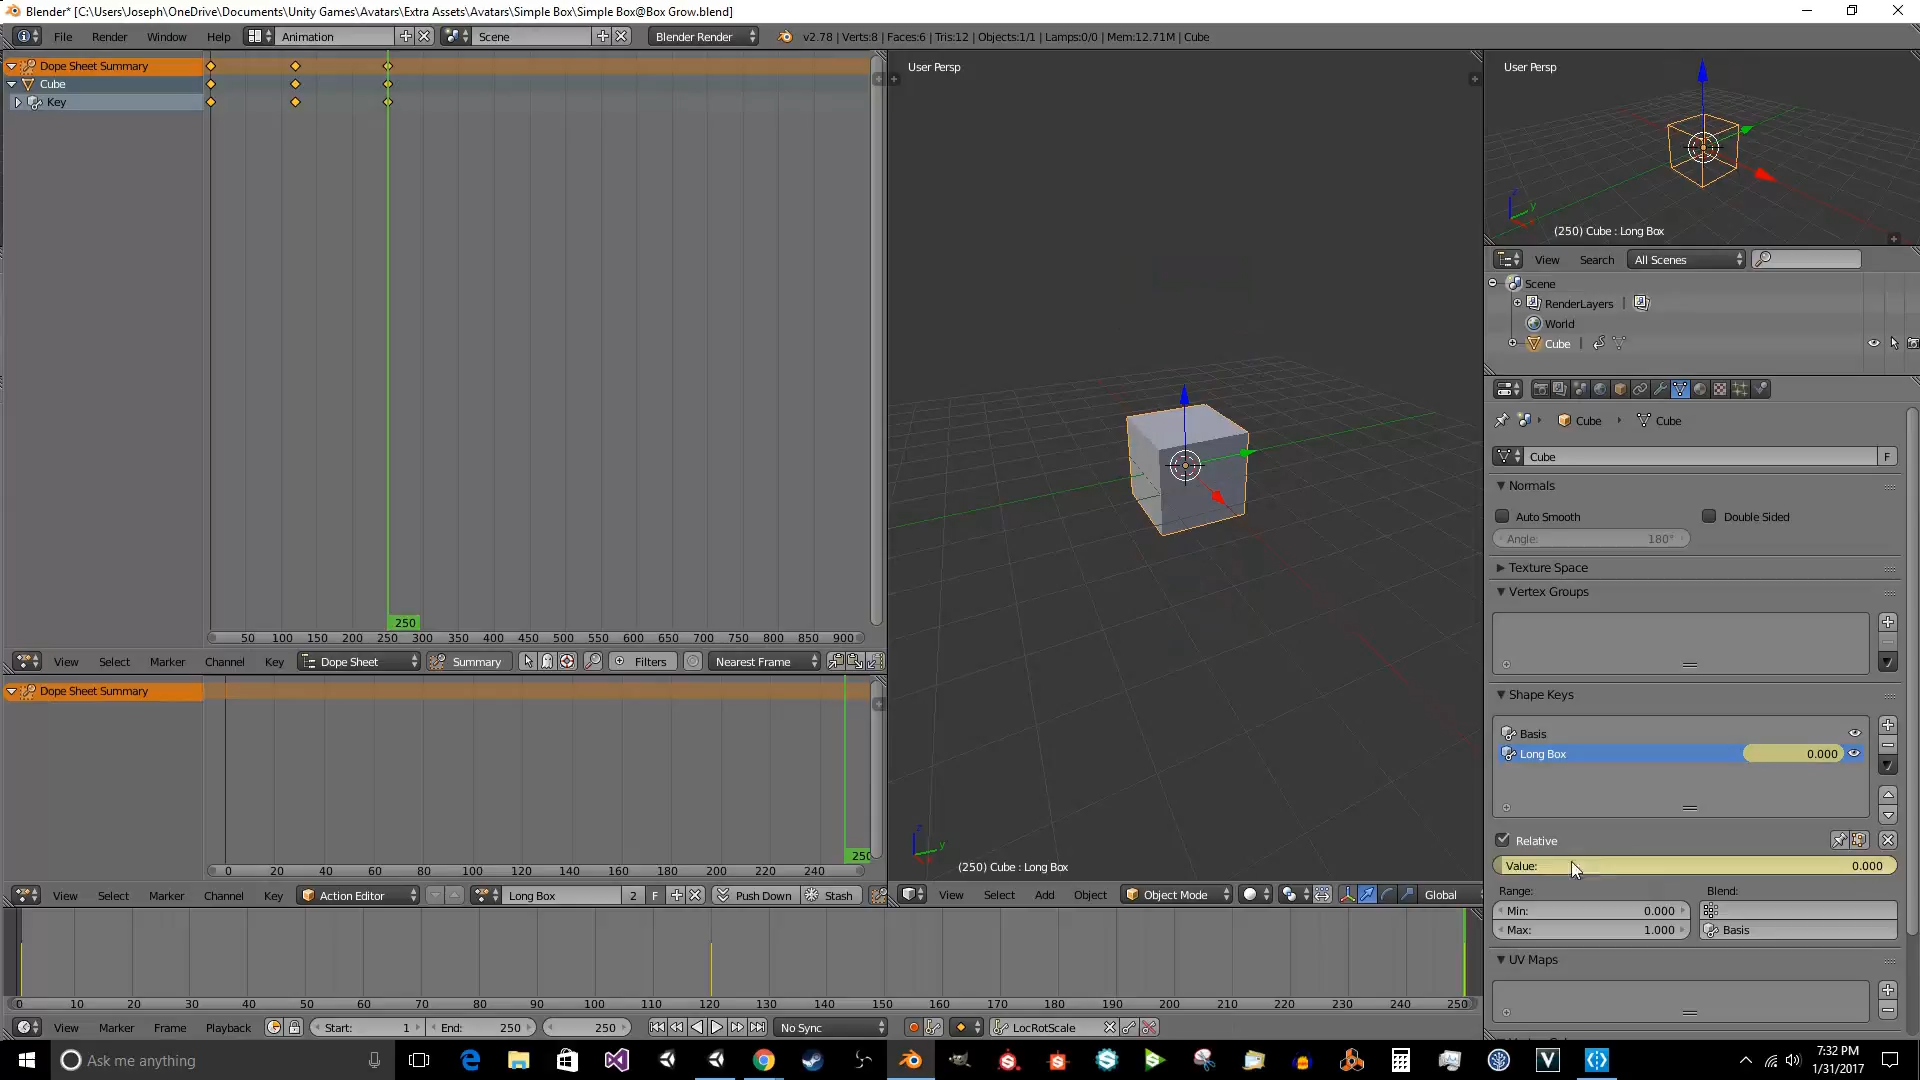 Blender* [C:\Users\Joseph\OneDrive\Documents\Unity Games\Avatars\Extra Assets\Avatars\Simple Box\Simple Box@Box Grow.blend]
File Render Window Help Animation Scene Blender Render v2.78 | Verts:8 | Faces:6 | Tris:12 | Objects:1/1 | Lamps:0/0 | Mem:12.71M | Cube
Dope Sheet Summary
Cube
Key
250
50 100 150 200 250 300 350 400 450 500 550 600 650 700 750 800 850 900
View Select Marker Channel Key Dope Sheet Summary Filters Nearest Frame
Dope Sheet Summary
250
0 20 40 60 80 100 120 140 160 180 200 220 240
View Select Marker Channel Key Action Editor Long Box 2 F Push Down Stash
0 10 20 30 40 50 60 70 80 90 100 110 120 130 140 150 160 170 180 190 200 210 220 230 240 250
View Marker Frame Playback Start: 1 End: 250 250 No Sync LocRotScale
User Persp
z
y
(250) Cube : Long Box
View Select Add Object Object Mode Global
User Persp
z
y
(250) Cube : Long Box
View Search All Scenes
Scene
RenderLayers |
World
Cube |
Cube Cube
Cube F
Normals
Auto Smooth Double Sided
Angle: 180°
Texture Space
Vertex Groups
Shape Keys
Basis
Long Box 0.000
Relative
Value: 0.000
Range: Blend:
Min: 0.000
Max: 1.000 Basis
UV Maps
Ask me anything
7:32 PM
1/31/2017